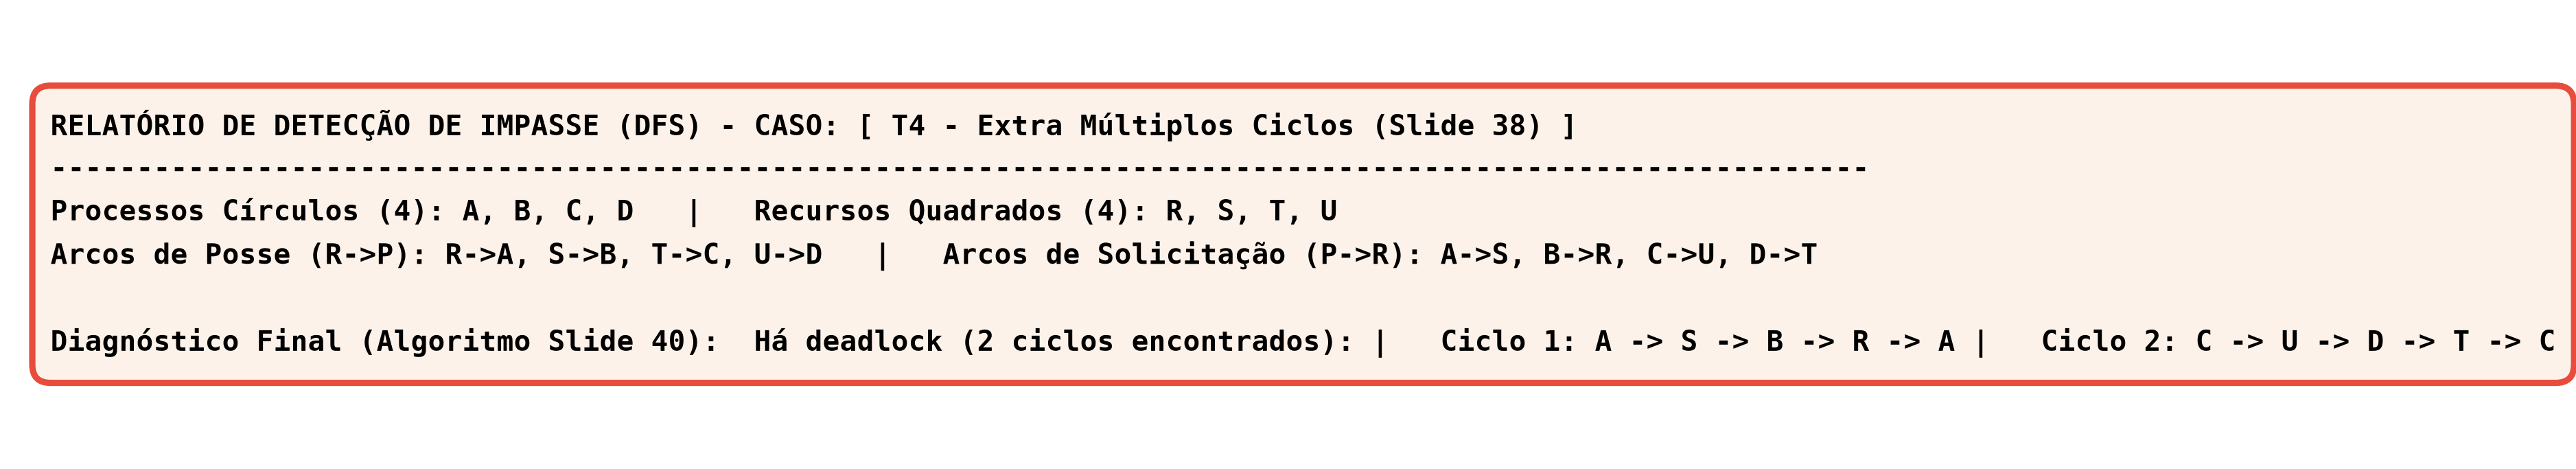 RELATÓRIO DE DETECÇÃO DE IMPASSE (DFS) - CASO: [ T4 - Extra Múltiplos Ciclos (Slide 38) ]
----------------------------------------------------------------------------------------------------------
Processos Círculos (4): A, B, C, D   |   Recursos Quadrados (4): R, S, T, U
Arcos de Posse (R->P): R->A, S->B, T->C, U->D   |   Arcos de Solicitação (P->R): A->S, B->R, C->U, D->T
Diagnóstico Final (Algoritmo Slide 40):  Há deadlock (2 ciclos encontrados): |   Ciclo 1: A -> S -> B -> R -> A |   Ciclo 2: C -> U -> D -> T -> C